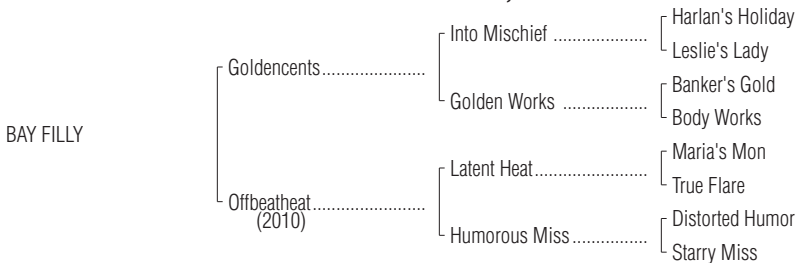 Harlan's Holiday
Into Mischief ....................
Leslie's Lady
Goldencents......................
Banker's Gold
Golden Works ..................
Body Works
BAY FILLY
Maria's Mon
Latent Heat........................
True Flare
Offbeatheat........................
(2010)
Distorted Humor
Humorous Miss................
Starry Miss